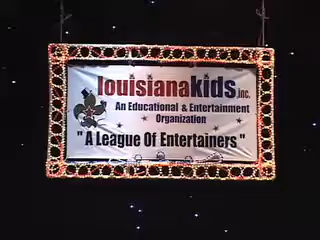 louisianakids,inc.
An Educational & Entertainment
Organization
"A League Of Entertainers"